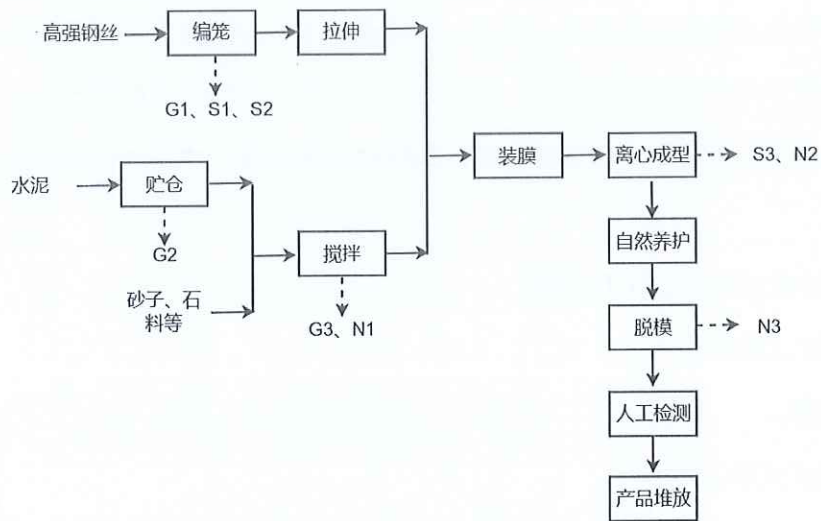 高强钢丝
编笼
拉伸
G1、S1、S2
水泥
贮仓
G2
砂子、石
料等
搅拌
G3、N1
装膜
离心成型
S3、N2
自然养护
脱模
N3
人工检测
产品堆放